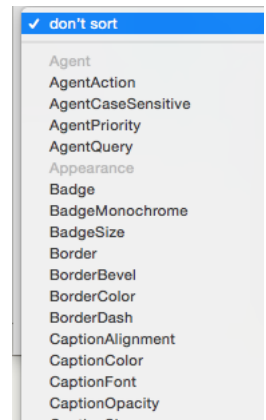 ✓ don't sort
Agent
AgentAction
AgentCaseSensitive
AgentPriority
AgentQuery
Appearance
Badge
BadgeMonochrome
BadgeSize
Border
BorderBevel
BorderColor
BorderDash
CaptionAlignment
CaptionColor
CaptionFont
CaptionOpacity